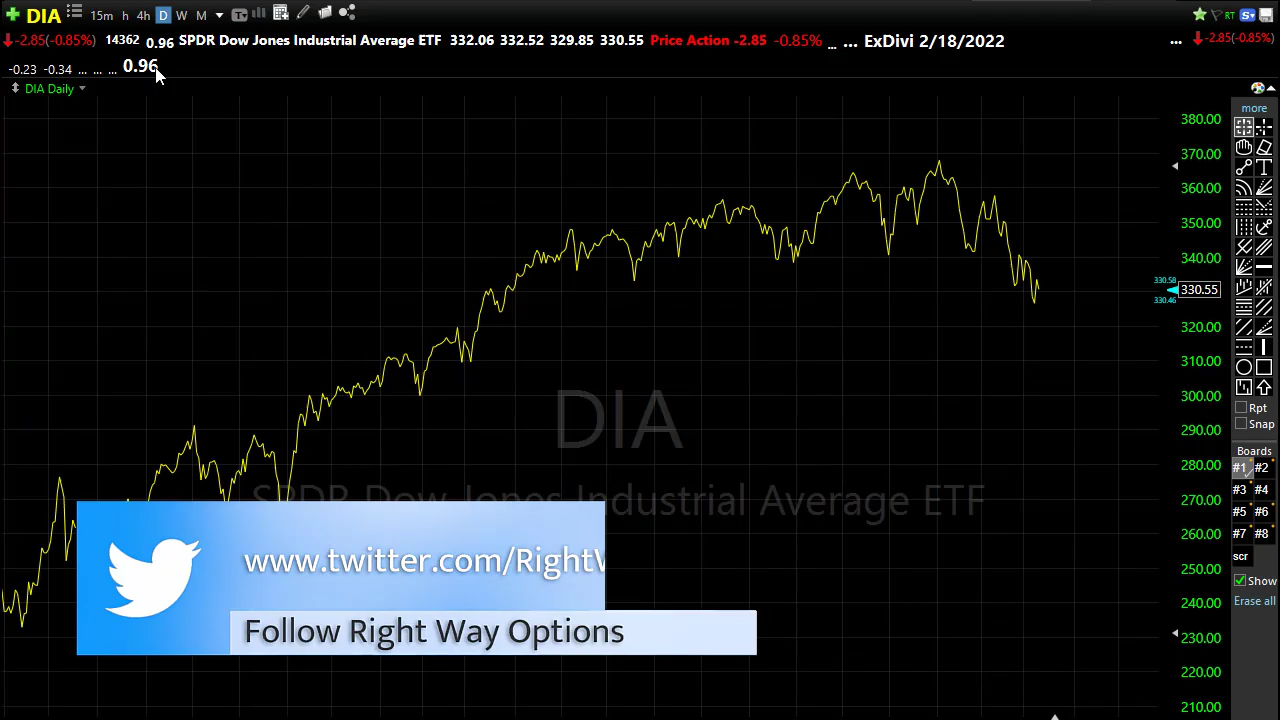 DIA 15m h 4h D W M T RT S
-2.85(-0.85%) 14362 0.96 SPDR Dow Jones Industrial Average ETF 332.06 332.52 329.85 330.55 Price Action -2.85 -0.85% ... ... ExDivi 2/18/2022 ... -2.85(-0.85%)
-0.23 -0.34 ... ... ... 0.96
DIA Daily
more
380.00
370.00
360.00
350.00
340.00
330.58
330.55
330.46
320.00
310.00
300.00
290.00
280.00
270.00
260.00
250.00
240.00
230.00
220.00
210.00
DIA
SPDR Dow Jones Industrial Average ETF
www.twitter.com/RightW
Follow Right Way Options
T
Rpt
Snap
Boards
#1 #2
#3 #4
#5 #6
#7 #8
scr
Show
Erase all